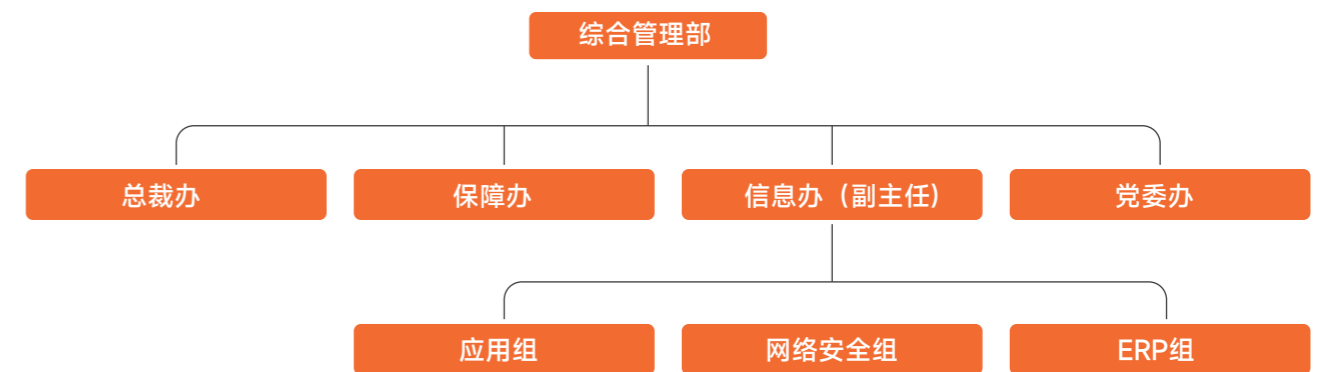 综合管理部
总裁办
保障办
信息办（副主任)
党委办
应用组
网络安全组
ERP组